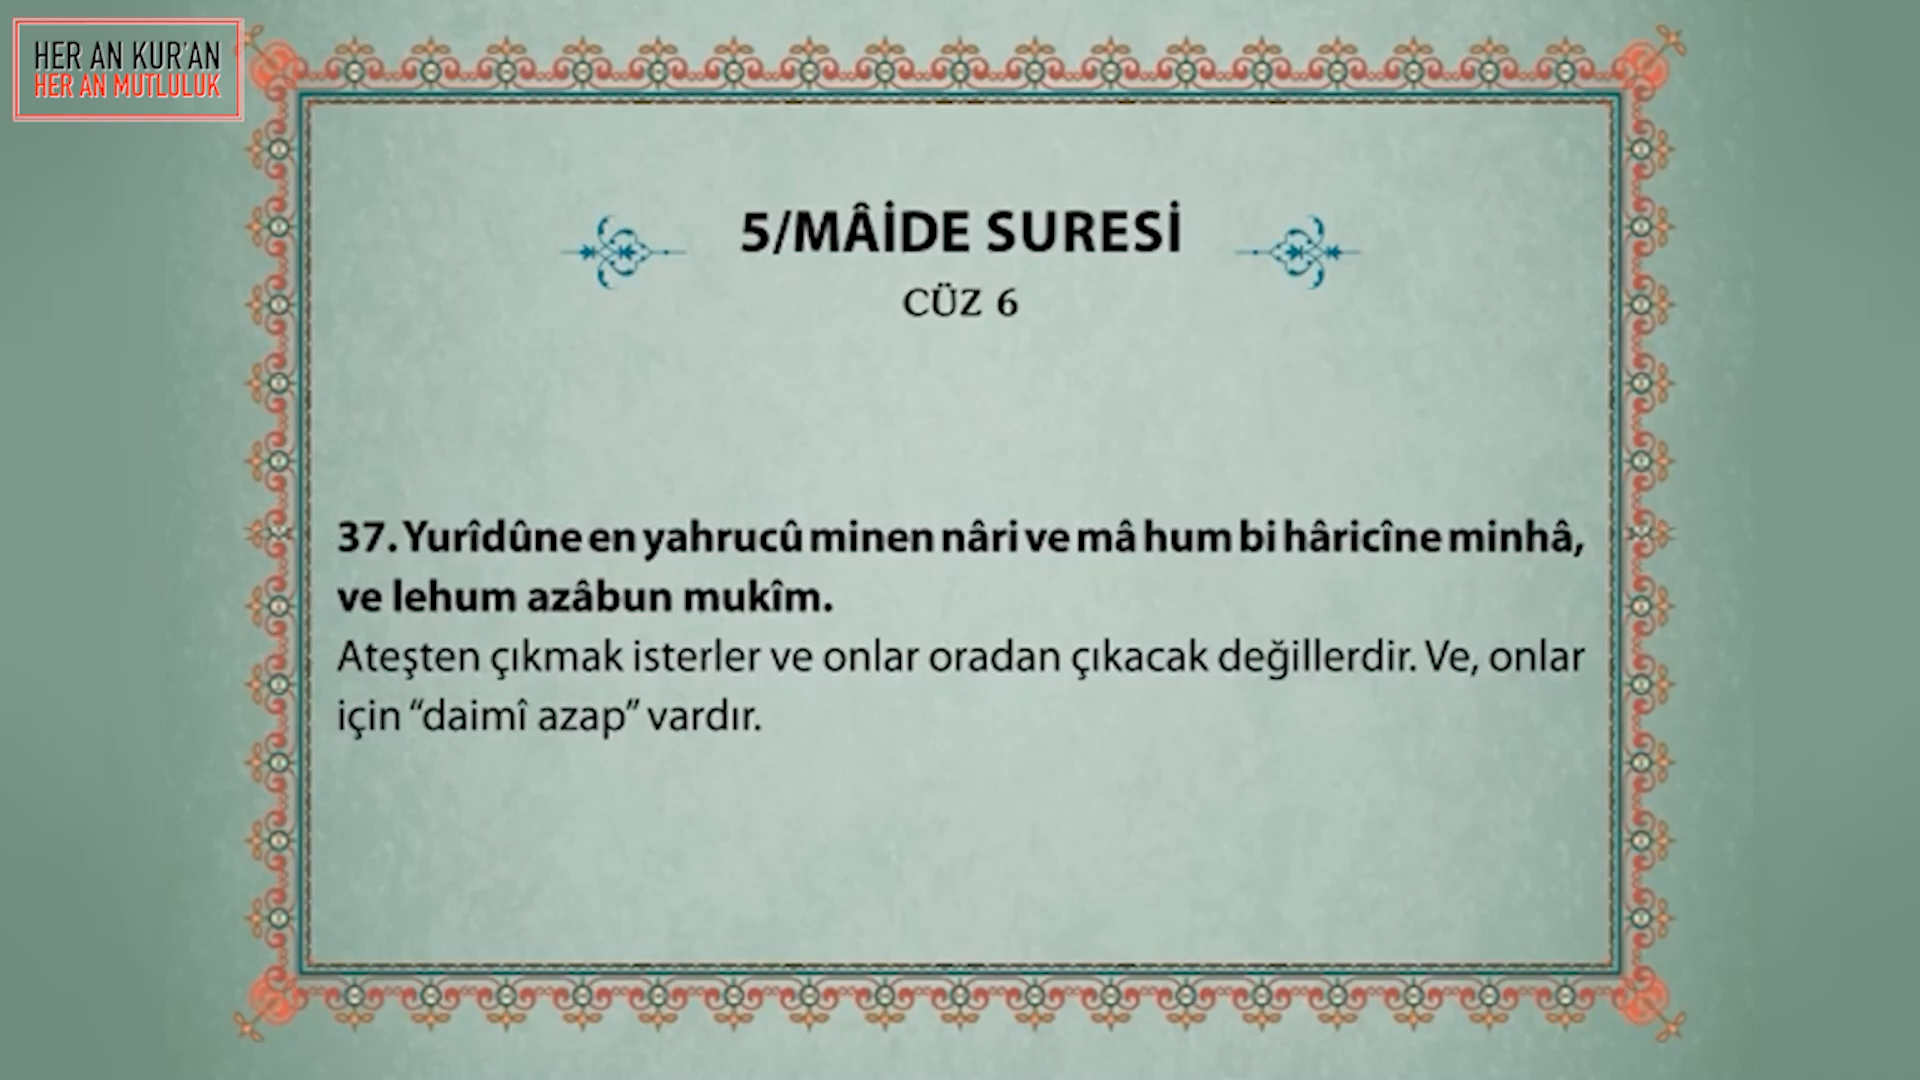 HER AN KUR'AN
HER AN MUTLULUK
5/MÂİDE SURESİ
CÜZ 6
37. Yurîdûne en yahrucû minen nâri ve mâ hum bi hâricîne minhâ,
ve lehum azâbun mukîm.
Ateşten çıkmak isterler ve onlar oradan çıkacak değillerdir. Ve, onlar
için “daimî azap” vardır.